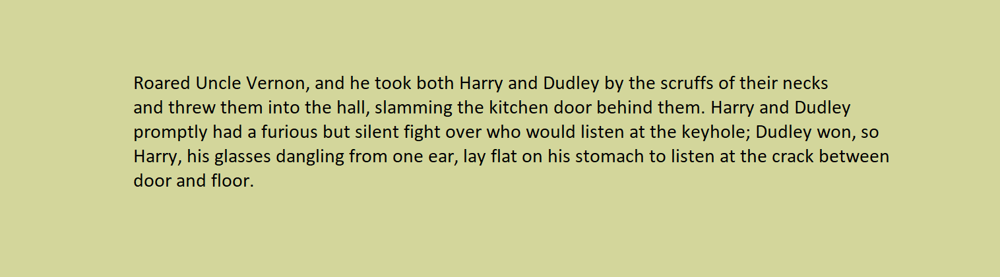 Roared Uncle Vernon, and he took both Harry and Dudley by the scruffs of their necks
and threw them into the hall, slamming the kitchen door behind them. Harry and Dudley
promptly had a furious but silent fight over who would listen at the keyhole; Dudley won, so
Harry, his glasses dangling from one ear, lay flat on his stomach to listen at the crack between
door and floor.